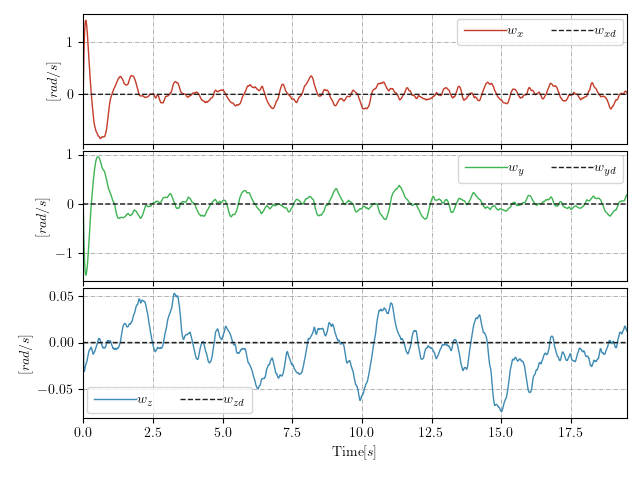 w_x w_xd
1
0
[rad/s]
w_y w_yd
1
0
−1
[rad/s]
0.05
0.00
−0.05
[rad/s]
w_z w_zd
0.0 2.5 5.0 7.5 10.0 12.5 15.0 17.5
Time[s]